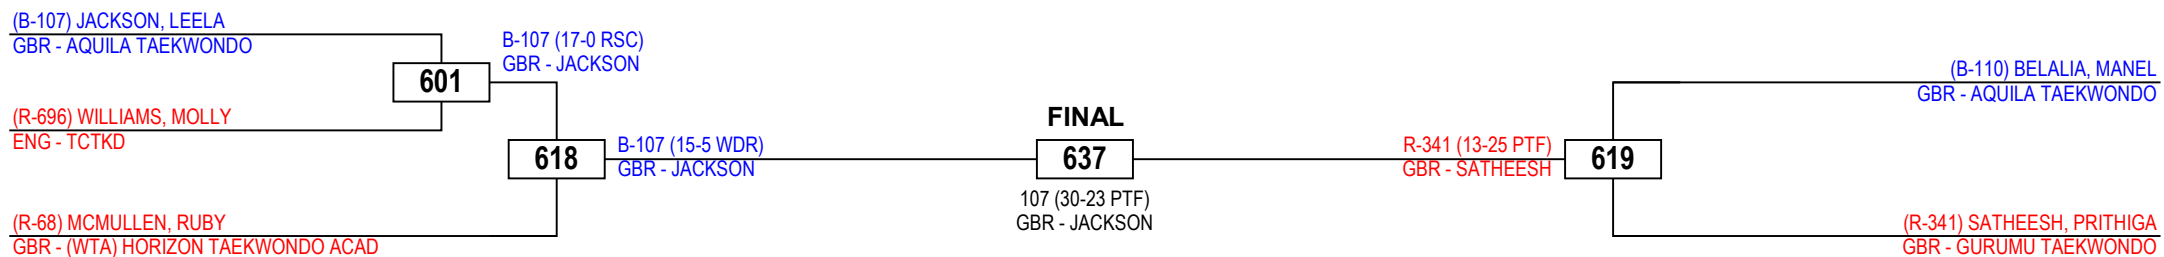 (B-107) JACKSON, LEELA
GBR - AQUILA TAEKWONDO
B-107 (17-0 RSC)
GBR - JACKSON
601
(R-696) WILLIAMS, MOLLY
ENG - TCTKD
618
B-107 (15-5 WDR)
GBR - JACKSON
(R-68) MCMULLEN, RUBY
GBR - (WTA) HORIZON TAEKWONDO ACAD
FINAL
637
107 (30-23 PTF)
GBR - JACKSON
R-341 (13-25 PTF)
GBR - SATHEESH
619
(B-110) BELALIA, MANEL
GBR - AQUILA TAEKWONDO
(R-341) SATHEESH, PRITHIGA
GBR - GURUMU TAEKWONDO